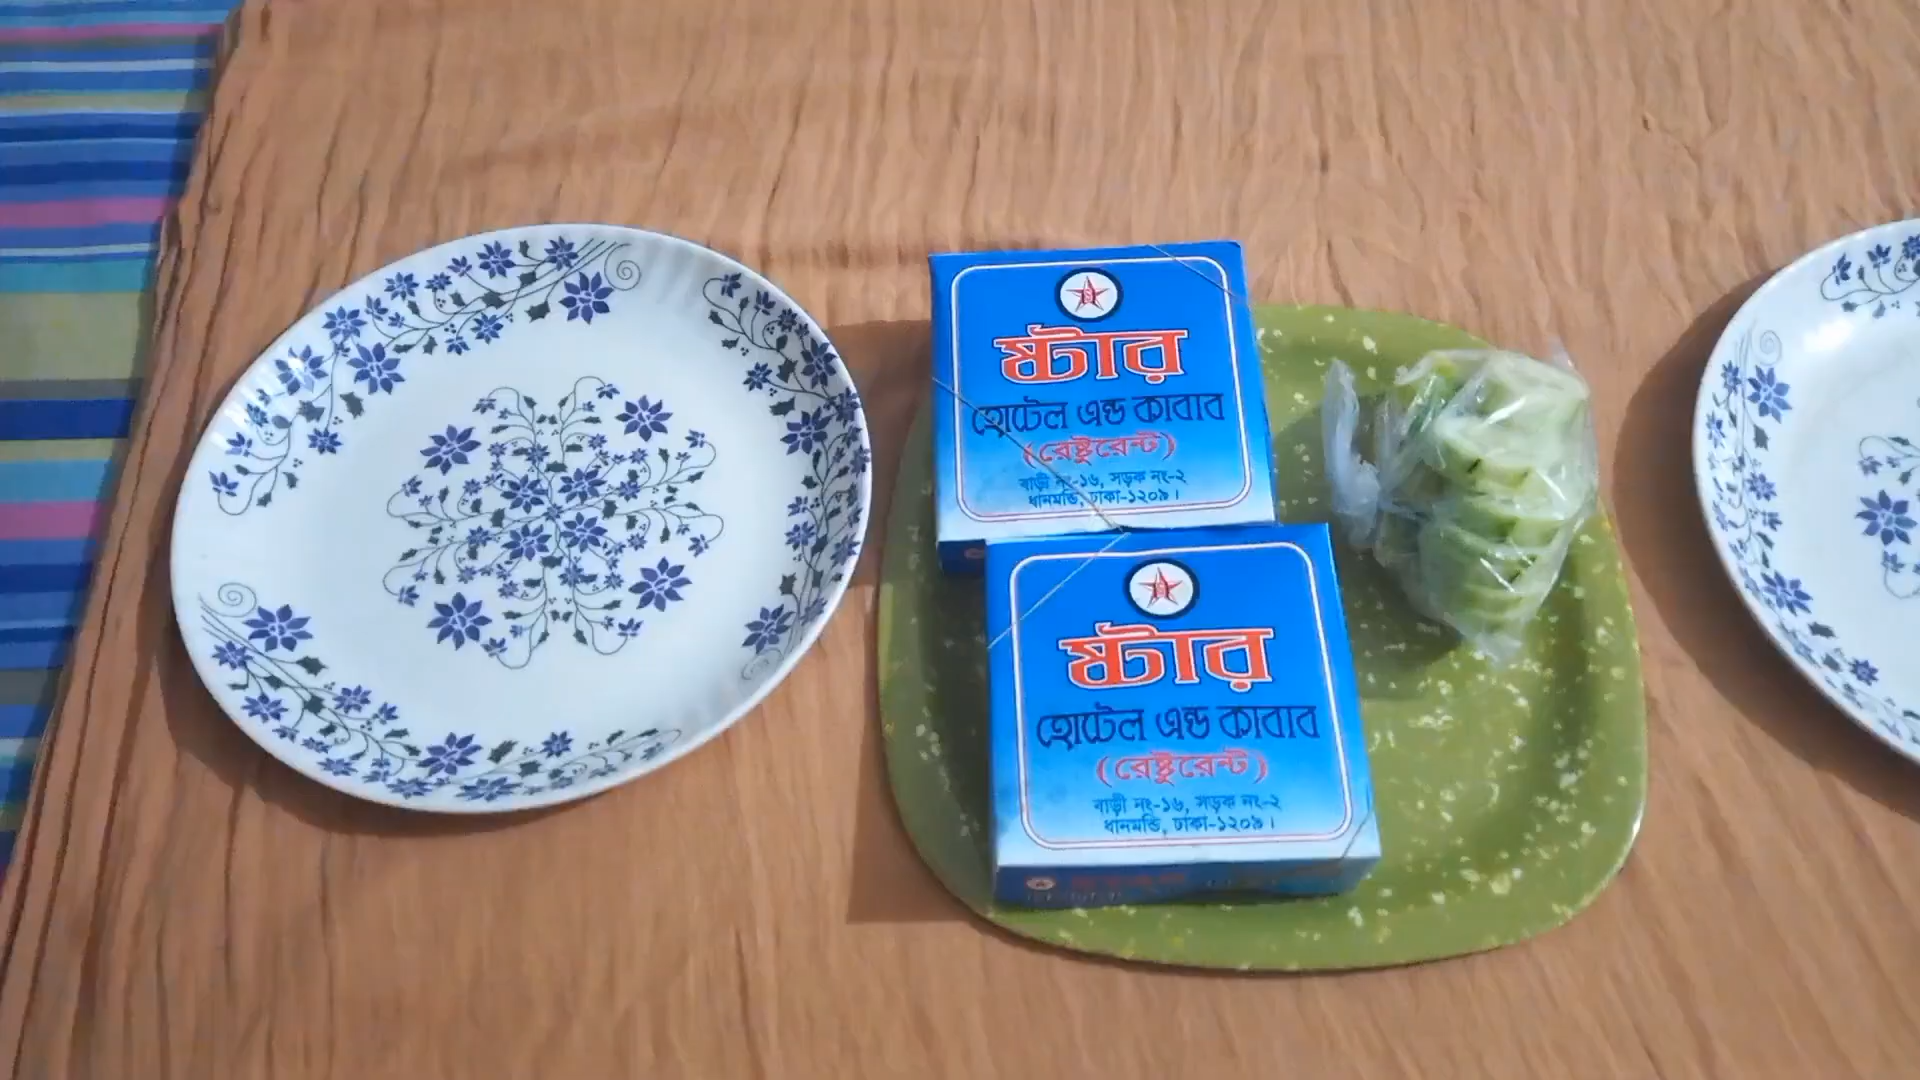 ষ্টার
হোটেল এন্ড কাবাব
(রেষ্টুরেন্ট)
বাড়ী নং-১৬, সড়ক নং-২
ধানমন্ডি, ঢাকা-১২০৯।
ষ্টার
হোটেল এন্ড কাবাব
(রেষ্টুরেন্ট)
বাড়ী নং-১৬, সড়ক নং-২
ধানমন্ডি, ঢাকা-১২০৯।